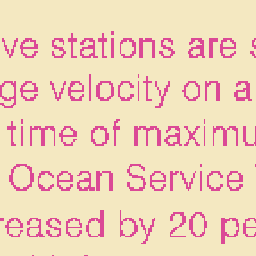 ve stations are s
ge velocity on a
time of maximu
Ocean Service
reased by 20 pe